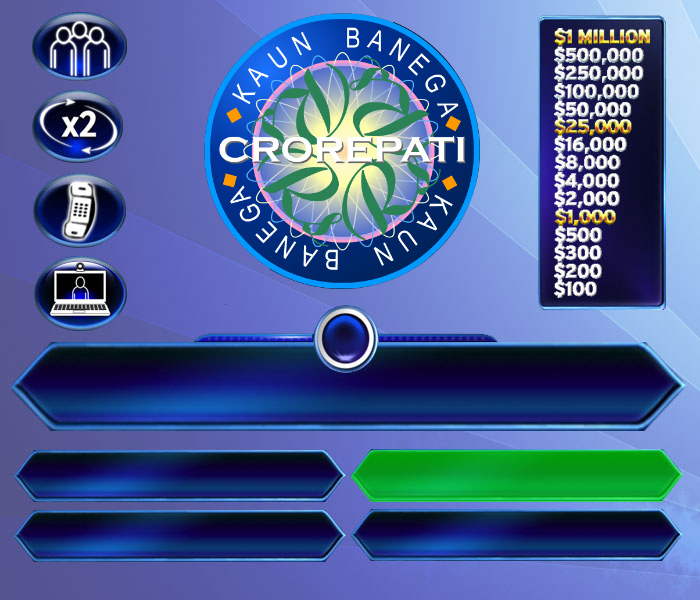 x2
KAUN BANEGA
CROREPATI
KAUN BANEGA
$1 MILLION
$500,000
$250,000
$100,000
$50,000
$25,000
$16,000
$8,000
$4,000
$2,000
$1,000
$500
$300
$200
$100